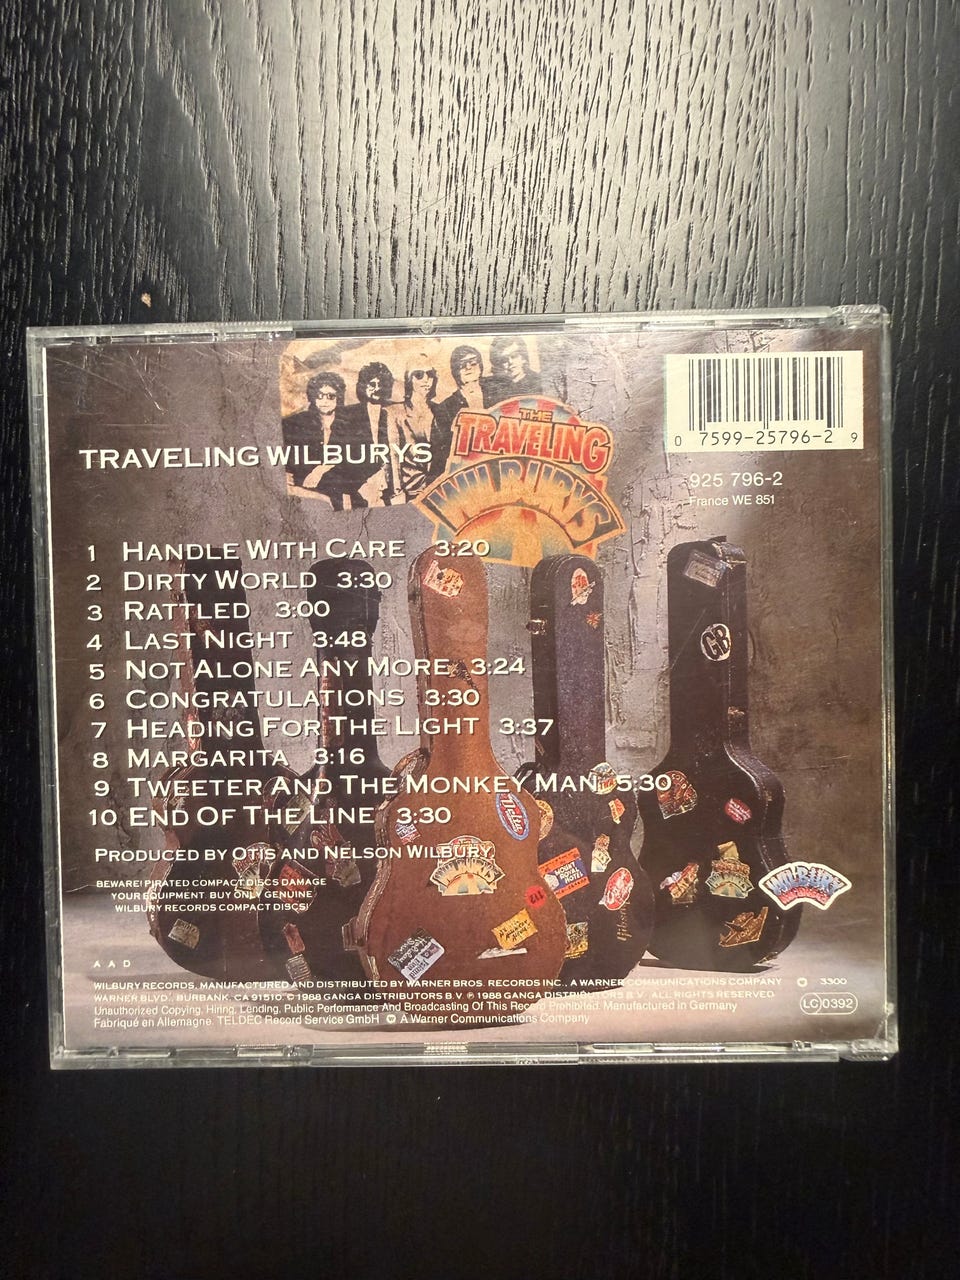 THE
TRAVELING
WILBURYS
TRAVELING WILBURYS
0 7599-25796-2 9
925 796-2
France WE 851
1 HANDLE WITH CARE 3:20
2 DIRTY WORLD 3:30
3 RATTLED 3:00
4 LAST NIGHT 3:48
5 NOT ALONE ANY MORE 3:24
6 CONGRATULATIONS 3:30
7 HEADING FOR THE LIGHT 3:37
8 MARGARITA 3:16
9 TWEETER AND THE MONKEY MAN 5:30
10 END OF THE LINE 3:30
PRODUCED BY OTIS AND NELSON WILBURY
BEWARE! PIRATED COMPACT DISCS DAMAGE
YOUR EQUIPMENT. BUY ONLY GENUINE
WILBURY RECORDS COMPACT DISCS!
GB
Delta
MOUNT
ROYAL
HOTEL
WILBURY
A A D
WILBURY RECORDS, MANUFACTURED AND DISTRIBUTED BY WARNER BROS. RECORDS INC., A WARNER COMMUNICATIONS COMPANY 3300
WARNER BLVD., BURBANK, CA 91510. © 1988 GANGA DISTRIBUTORS B.V. ℗ 1988 GANGA DISTRIBUTORS B.V. ALL RIGHTS RESERVED
Unauthorized Copying, Hiring, Lending, Public Performance And Broadcasting Of This Record Prohibited. Manufactured in Germany
Fabriqué en Allemagne. TELDEC Record Service GmbH A Warner Communications Company
LC 0392